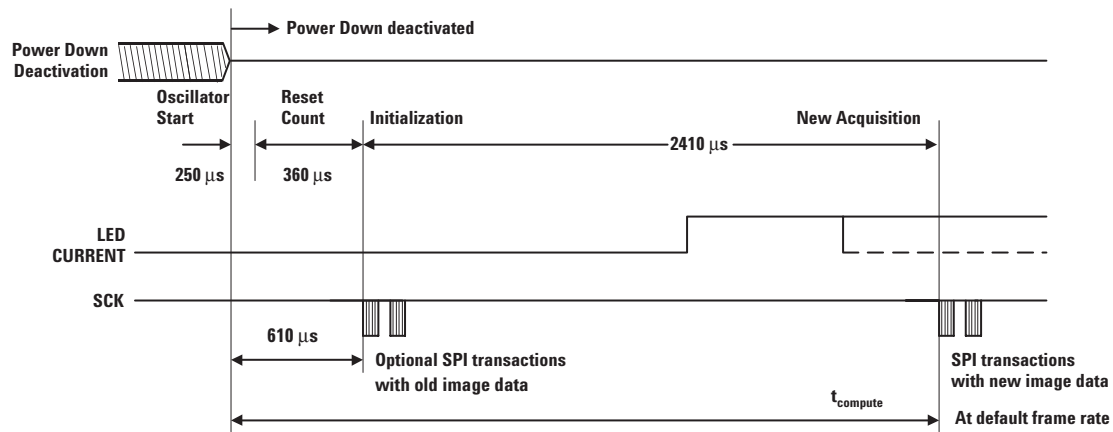 Power Down deactivated
Power Down
Deactivation
Oscillator
Start
Reset
Count
Initialization
New Acquisition
2410 µs
250 µs
360 µs
LED
CURRENT
SCK
610 µs
Optional SPI transactions
with old image data
SPI transactions
with new image data
tcompute
At default frame rate